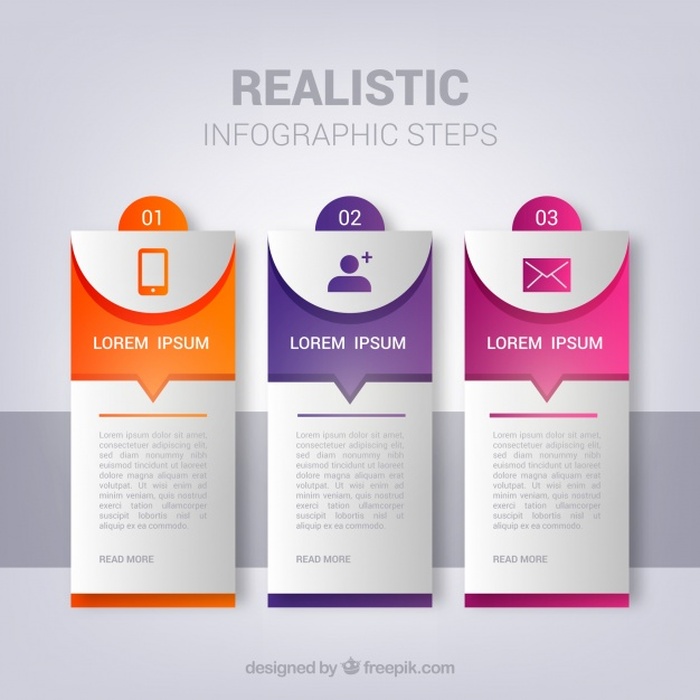 REALISTIC
INFOGRAPHIC STEPS
01
LOREM IPSUM
Lorem ipsum dolor sit amet,
consectetuer adipiscing elit,
sed diam nonummy nibh
euismod tincidunt ut laoreet
dolore magna aliquam erat
volutpat. Ut wisi enim ad
minim veniam, quis nostrud
exerci tation ullamcorper
suscipit lobortis nisl ut
aliquip ex ea commodo.
READ MORE
02
LOREM IPSUM
Lorem ipsum dolor sit amet,
consectetuer adipiscing elit,
sed diam nonummy nibh
euismod tincidunt ut laoreet
dolore magna aliquam erat
volutpat. Ut wisi enim ad
minim veniam, quis nostrud
exerci tation ullamcorper
suscipit lobortis nisl ut
aliquip ex ea commodo.
READ MORE
03
LOREM IPSUM
Lorem ipsum dolor sit amet,
consectetuer adipiscing elit,
sed diam nonummy nibh
euismod tincidunt ut laoreet
dolore magna aliquam erat
volutpat. Ut wisi enim ad
minim veniam, quis nostrud
exerci tation ullamcorper
suscipit lobortis nisl ut
aliquip ex ea commodo.
READ MORE
designed by freepik.com